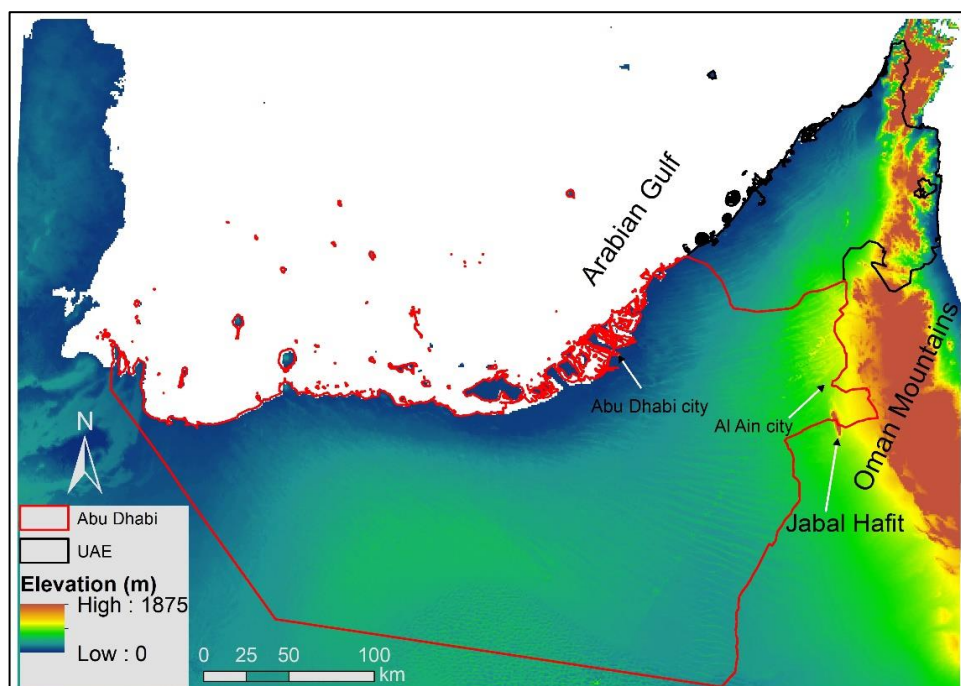 Arabian Gulf
Oman Mountains
Abu Dhabi city
Al Ain city
Jabal Hafit
N
Abu Dhabi
UAE
Elevation (m)
High : 1875
Low : 0
0 25 50 100
km